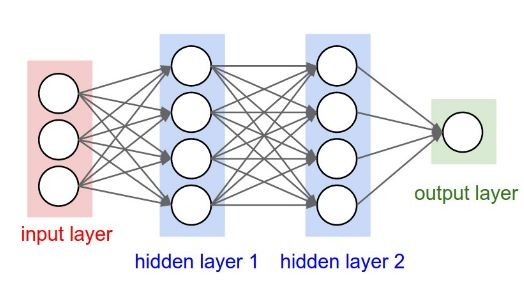 input layer
hidden layer 1
hidden layer 2
output layer